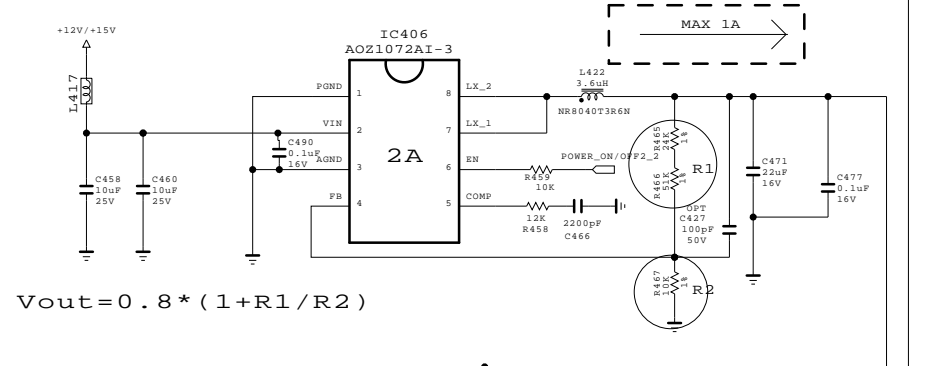 MAX 1A
+12V/+15V
IC406
AOZ1072AI-3
L417
L422
3.6uH
NR8040T3R6N
PGND
1
8
LX_2
VIN
2
7
LX_1
C490
0.1uF
16V
AGND
3
2A
6
EN
POWER_ON/OFF2_2
R459
10K
FB
4
5
COMP
12K
R458
2200pF
C466
C458
10uF
25V
C460
10uF
25V
R465
24K
1%
R466
51K
1%
R1
OPT
C427
100pF
50V
C471
22uF
16V
C477
0.1uF
16V
R467
10K
1%
R2
Vout=0.8*(1+R1/R2)